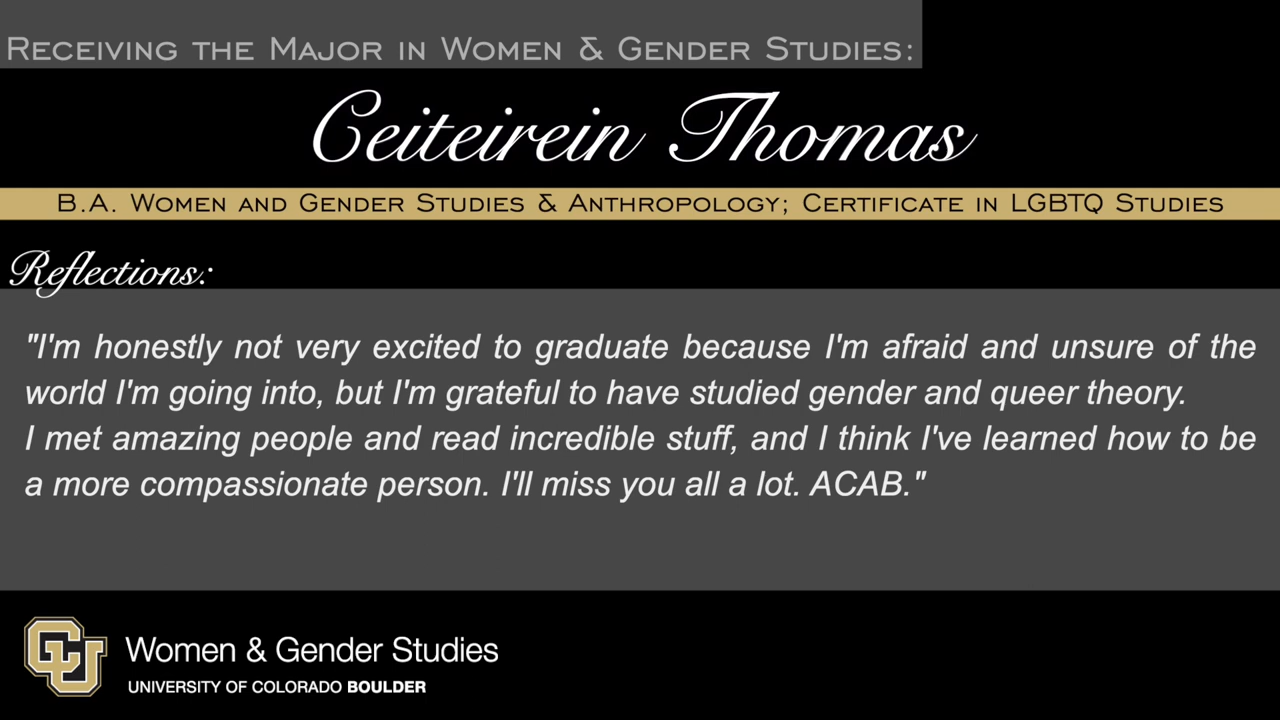 Receiving the Major in Women & Gender Studies:
Ceiteirein Thomas
B.A. Women and Gender Studies & Anthropology; Certificate in LGBTQ Studies
Reflections:
"I'm honestly not very excited to graduate because I'm afraid and unsure of the
world I'm going into, but I'm grateful to have studied gender and queer theory.
I met amazing people and read incredible stuff, and I think I've learned how to be
a more compassionate person. I'll miss you all a lot. ACAB."
CU
Women & Gender Studies
UNIVERSITY OF COLORADO BOULDER